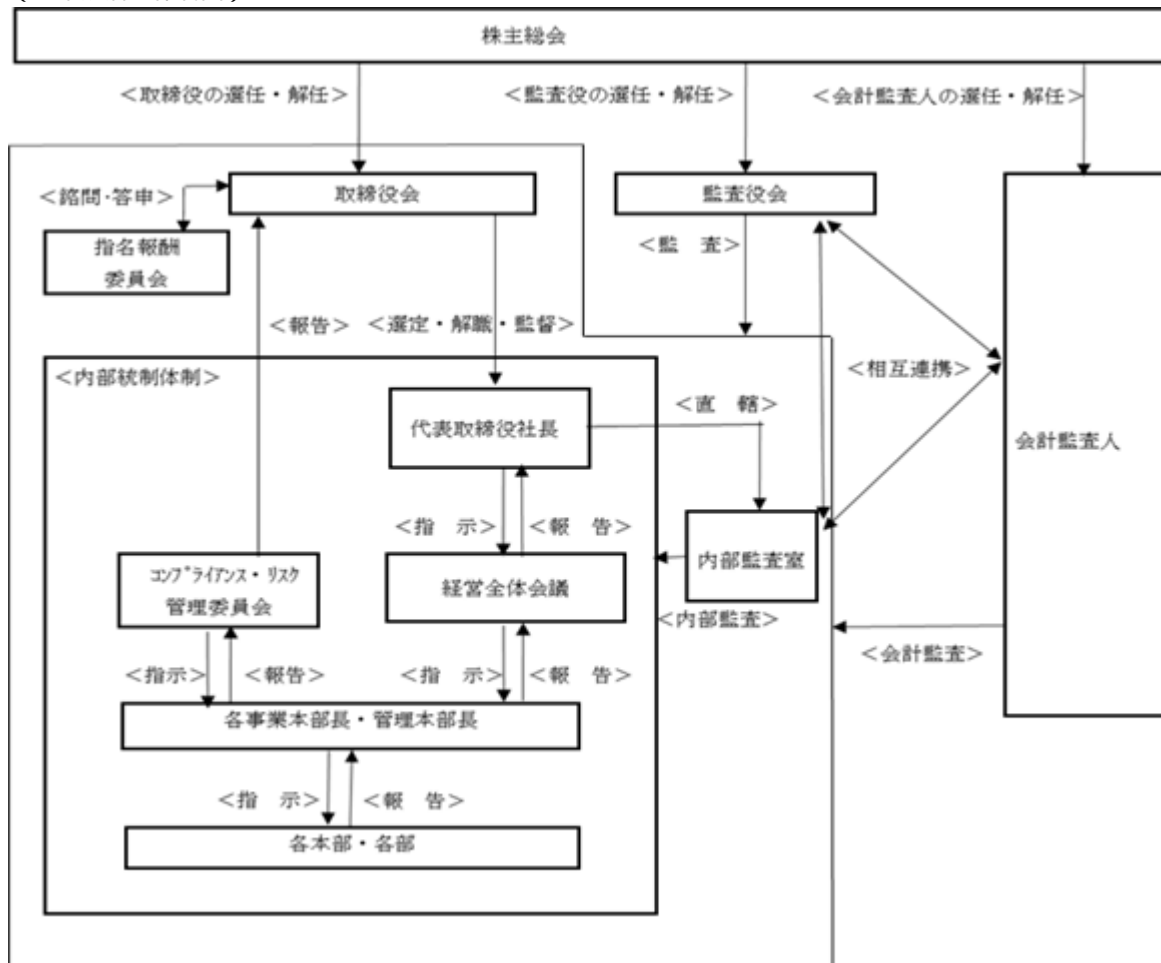 株主総会
<取締役の選任・解任>
<監査役の選任・解任>
<会計監査人の選任・解任>
<諮問・答申>
取締役会
監査役会
指名報酬
委員会
<監　査>
<報告>
<選定・解職・監督>
<内部統制体制>
<相互連携>
代表取締役社長
<直　轄>
会計監査人
<指　示>
<報　告>
コンプライアンス・リスク
管理委員会
経営全体会議
内部監査室
<内部監査>
<会計監査>
<指示>
<報告>
<指　示>
<報　告>
各事業本部長・管理本部長
<指　示>
<報　告>
各本部・各部